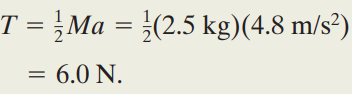 T = ½Ma = ½(2.5 kg)(4.8 m/s²)
= 6.0 N.